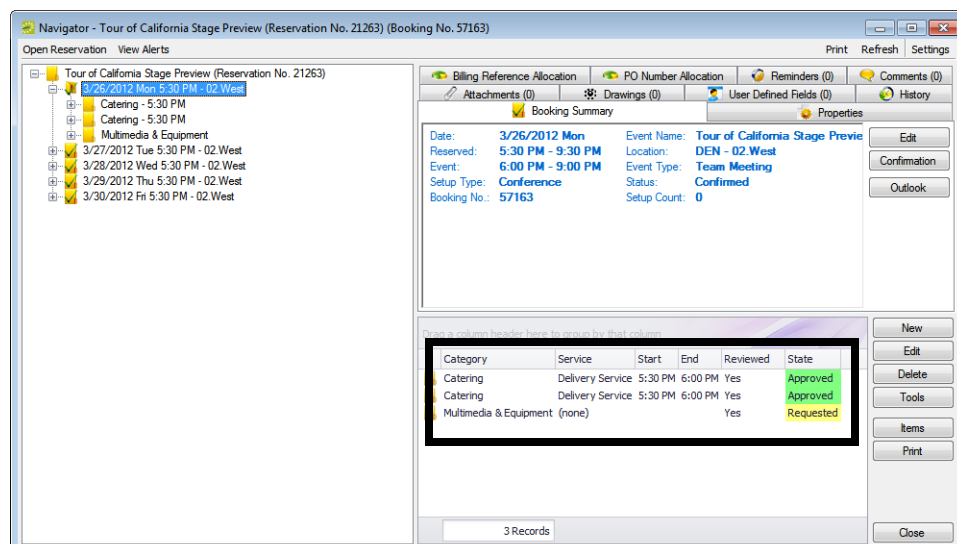 Navigator - Tour of California Stage Preview (Reservation No. 21263) (Booking No. 57163)
Open Reservation View Alerts Print Refresh Settings
Tour of California Stage Preview (Reservation No. 21263)
3/26/2012 Mon 5:30 PM - 02.West
Catering - 5:30 PM
Catering - 5:30 PM
Multimedia & Equipment
3/27/2012 Tue 5:30 PM - 02.West
3/28/2012 Wed 5:30 PM - 02.West
3/29/2012 Thu 5:30 PM - 02.West
3/30/2012 Fri 5:30 PM - 02.West
Billing Reference Allocation PO Number Allocation Reminders (0) Comments (0)
Attachments (0) Drawings (0) User Defined Fields (0) History
Booking Summary Properties
Date: 3/26/2012 Mon Event Name: Tour of California Stage Previe
Reserved: 5:30 PM - 9:30 PM Location: DEN - 02.West
Event: 6:00 PM - 9:00 PM Event Type: Team Meeting
Setup Type: Conference Status: Confirmed
Booking No.: 57163 Setup Count: 0
Edit
Confirmation
Outlook
Drag a column header here to group by that column
Category Service Start End Reviewed State
Catering Delivery Service 5:30 PM 6:00 PM Yes Approved
Catering Delivery Service 5:30 PM 6:00 PM Yes Approved
Multimedia & Equipment (none) Yes Requested
3 Records
New
Edit
Delete
Tools
Items
Print
Close